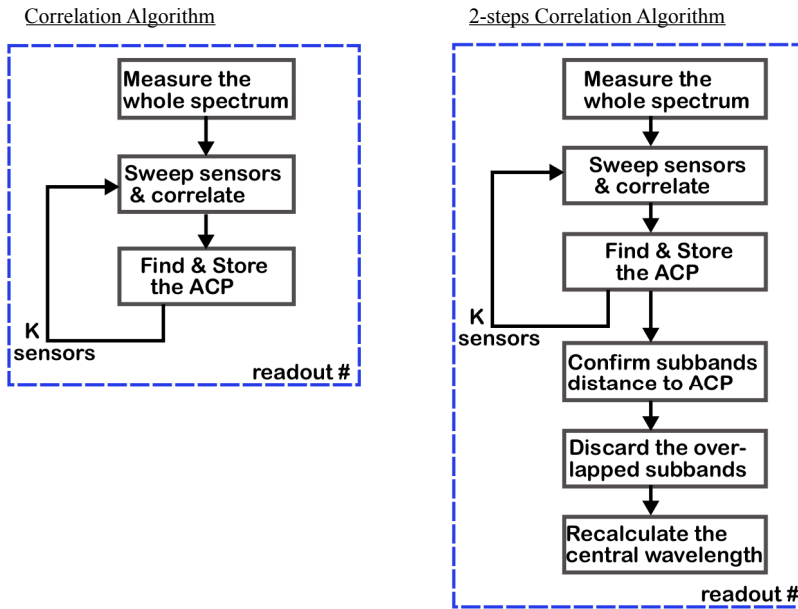 Correlation Algorithm
Measure the
whole spectrum
Sweep sensors
& correlate
Find & Store
the ACP
K
sensors
readout #
2-steps Correlation Algorithm
Measure the
whole spectrum
Sweep sensors
& correlate
Find & Store
the ACP
K
sensors
Confirm subbands
distance to ACP
Discard the over-
lapped subbands
Recalculate the
central wavelength
readout #